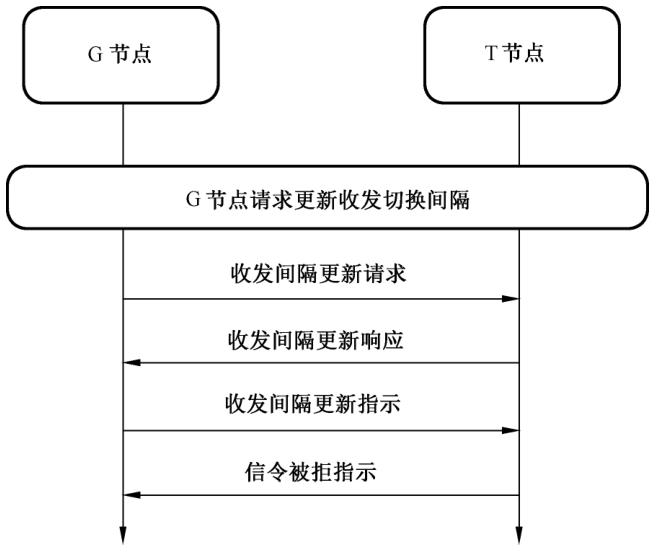 G 节点
T 节点
G 节点请求更新收发切换间隔
收发间隔更新请求
收发间隔更新响应
收发间隔更新指示
信令被拒指示